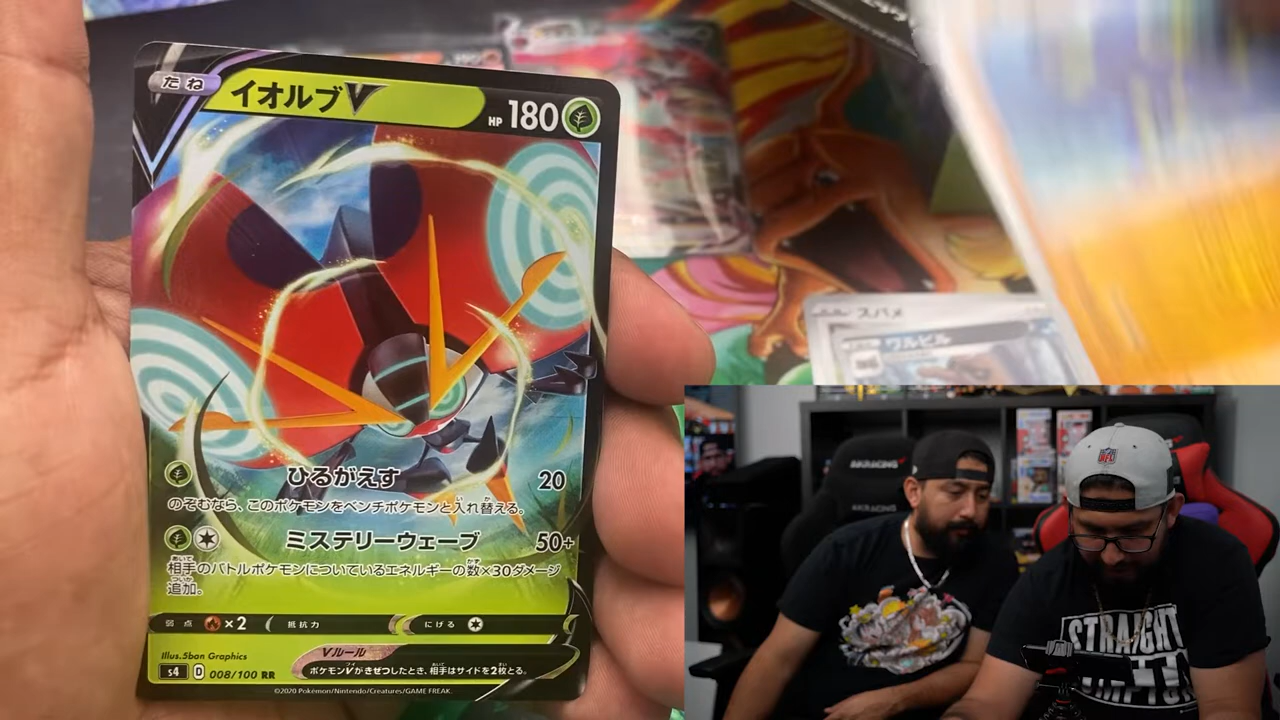 たね
イオルブV
HP 180
ひるがえす 20
のぞむなら、このポケモンをベンチポケモンと入れ替える。
ミステリーウェーブ 50+
相手のバトルポケモンについているエネルギーの数×30ダメージ
追加。
弱点 ×2 抵抗力 にげる
Illus.5ban Graphics
Vルール
ポケモンVがきぜつしたとき、相手はサイドを2枚とる。
s4 D 008/100 RR
©2020 Pokémon/Nintendo/Creatures/GAME FREAK.
スバメ
ワルビル
AKRACING
AKRACING
NFL
STRAIGHT